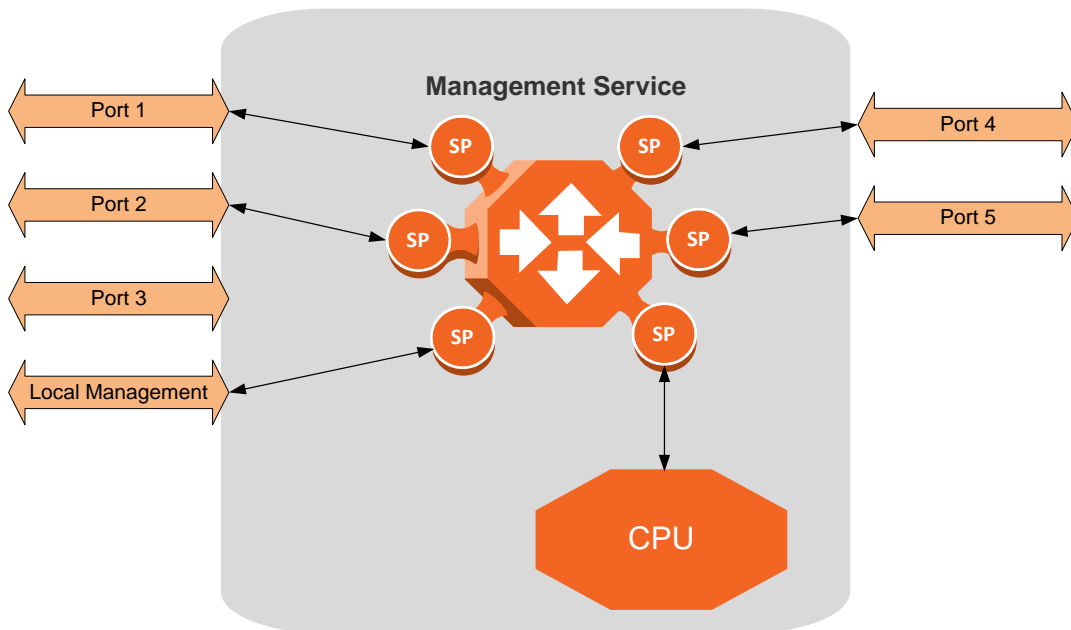 Management Service
Port 1
Port 2
Port 3
Local Management
SP
SP
SP
SP
SP
SP
Port 4
Port 5
CPU